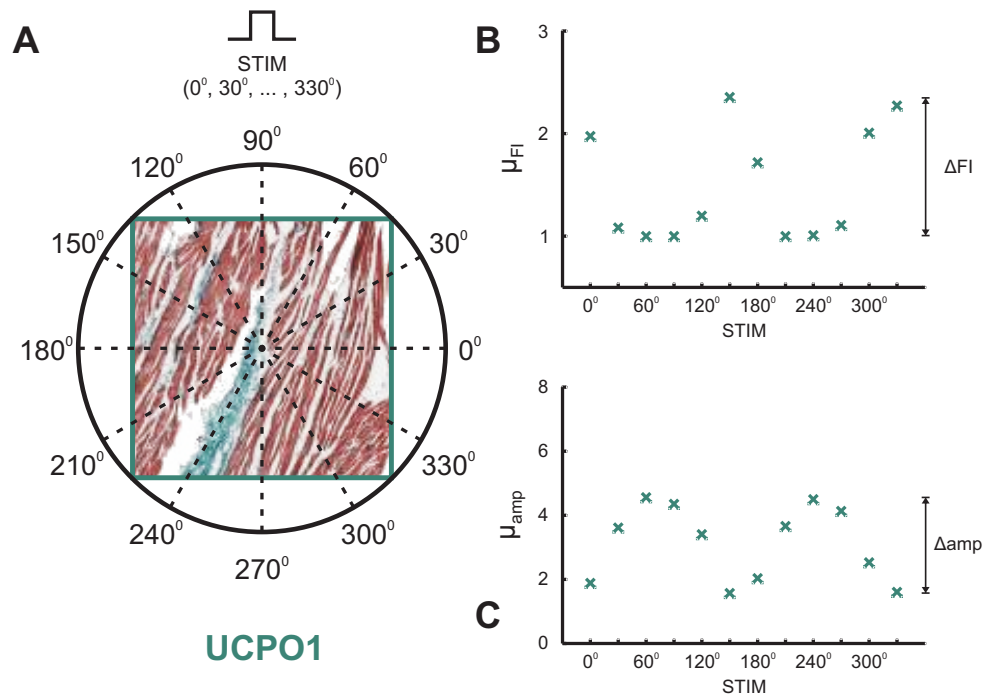 A
STIM
(0⁰, 30⁰, ... , 330⁰)
90⁰
120⁰
60⁰
150⁰
30⁰
180⁰
0⁰
210⁰
330⁰
240⁰
300⁰
270⁰
UCPO1
B
3
2
1
μFI
ΔFI
0⁰ 60⁰ 120⁰ 180⁰ 240⁰ 300⁰
STIM
C
8
6
4
2
0
μamp
Δamp
0⁰ 60⁰ 120⁰ 180⁰ 240⁰ 300⁰
STIM